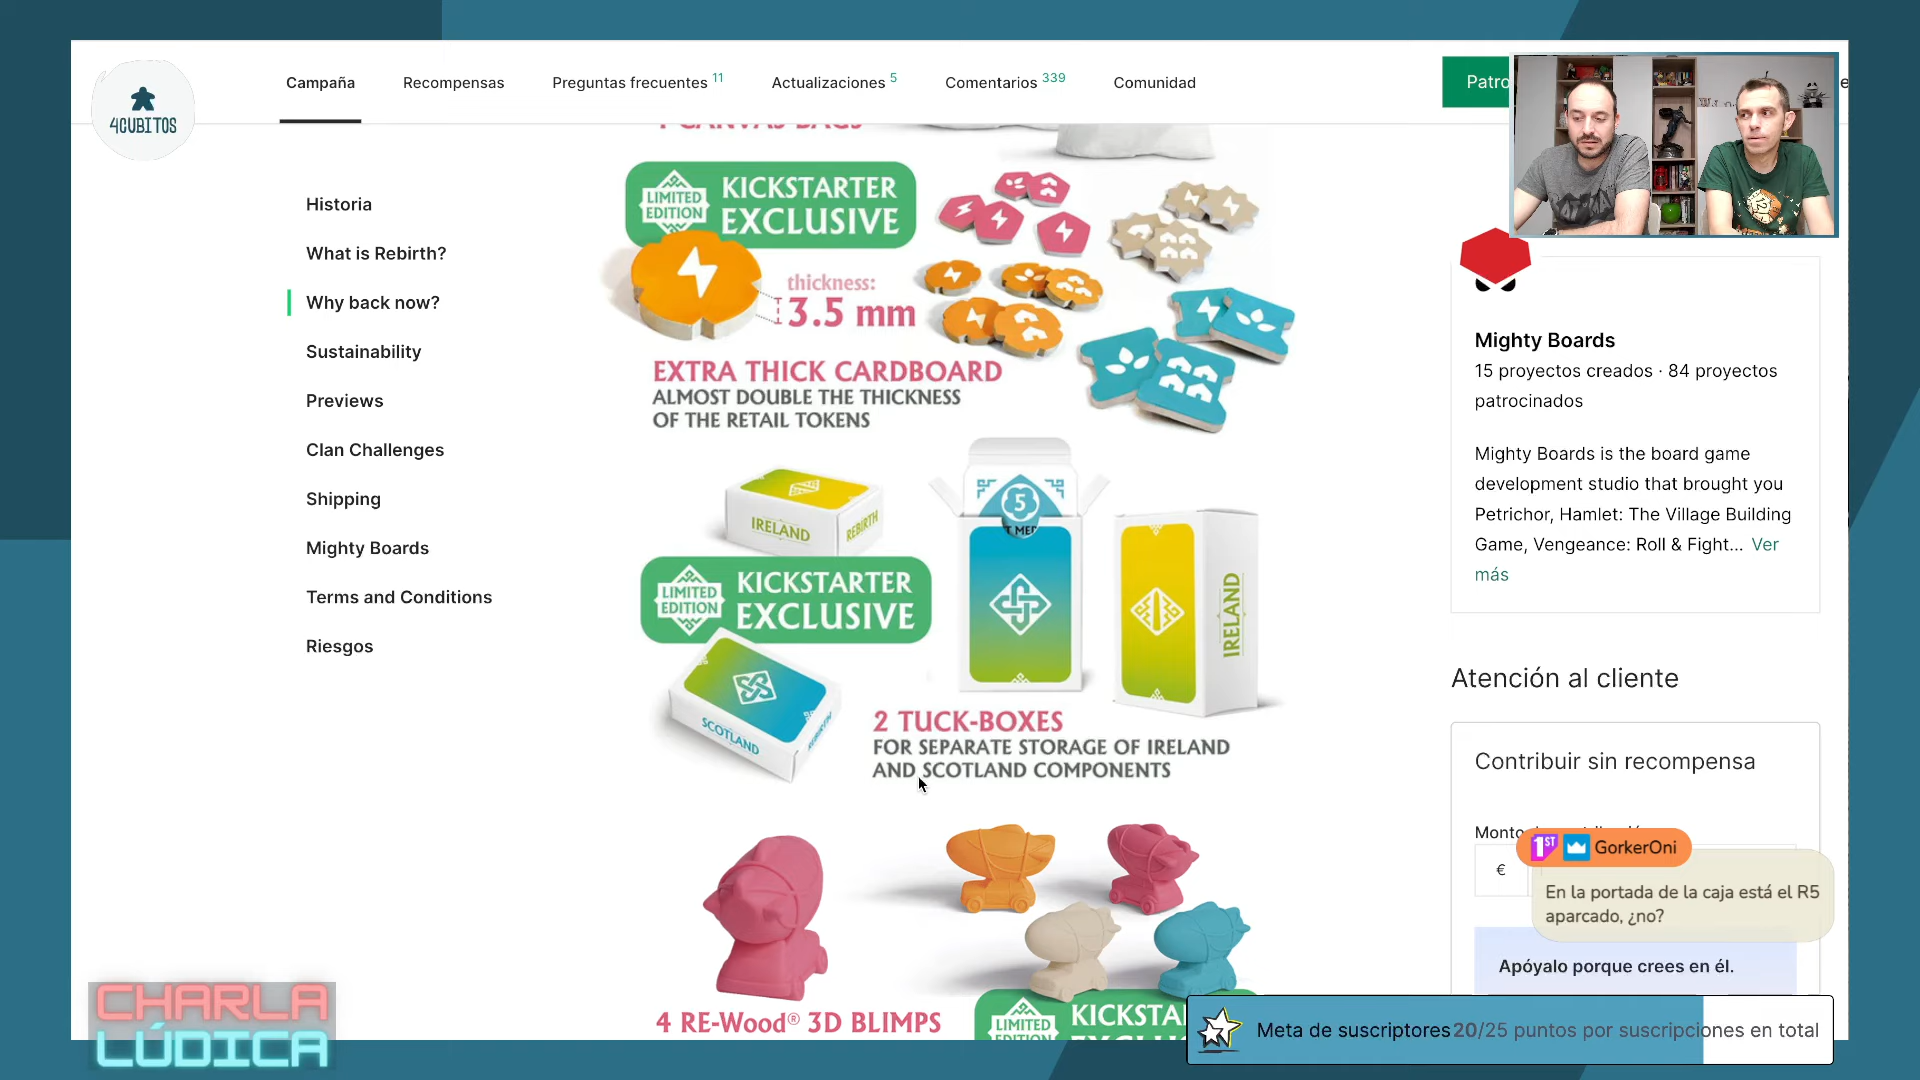 4CUBITOS
Campaña
Recompensas
Preguntas frecuentes 11
Actualizaciones 5
Comentarios 339
Comunidad
Patro
Historia
What is Rebirth?
Why back now?
Sustainability
Previews
Clan Challenges
Shipping
Mighty Boards
Terms and Conditions
Riesgos
CANVAS BAGS
LIMITED
EDITION
KICKSTARTER
EXCLUSIVE
thickness:
3.5 mm
EXTRA THICK CARDBOARD
ALMOST DOUBLE THE THICKNESS
OF THE RETAIL TOKENS
IRELAND
REBIRTH
5
IRELAND
LIMITED
EDITION
KICKSTARTER
EXCLUSIVE
SCOTLAND
REBIRTH
2 TUCK-BOXES
FOR SEPARATE STORAGE OF IRELAND
AND SCOTLAND COMPONENTS
4 RE-Wood® 3D BLIMPS
LIMITED
KICKSTA
Mighty Boards
15 proyectos creados · 84 proyectos
patrocinados
Mighty Boards is the board game
development studio that brought you
Petrichor, Hamlet: The Village Building
Game, Vengeance: Roll & Fight... Ver
más
Atención al cliente
Contribuir sin recompensa
€
1ST GorkerOni
En la portada de la caja está el R5
aparcado, ¿no?
Apóyalo porque crees en él.
CHARLA
LÚDICA
Meta de suscriptores 20/25 puntos por suscripciones en total